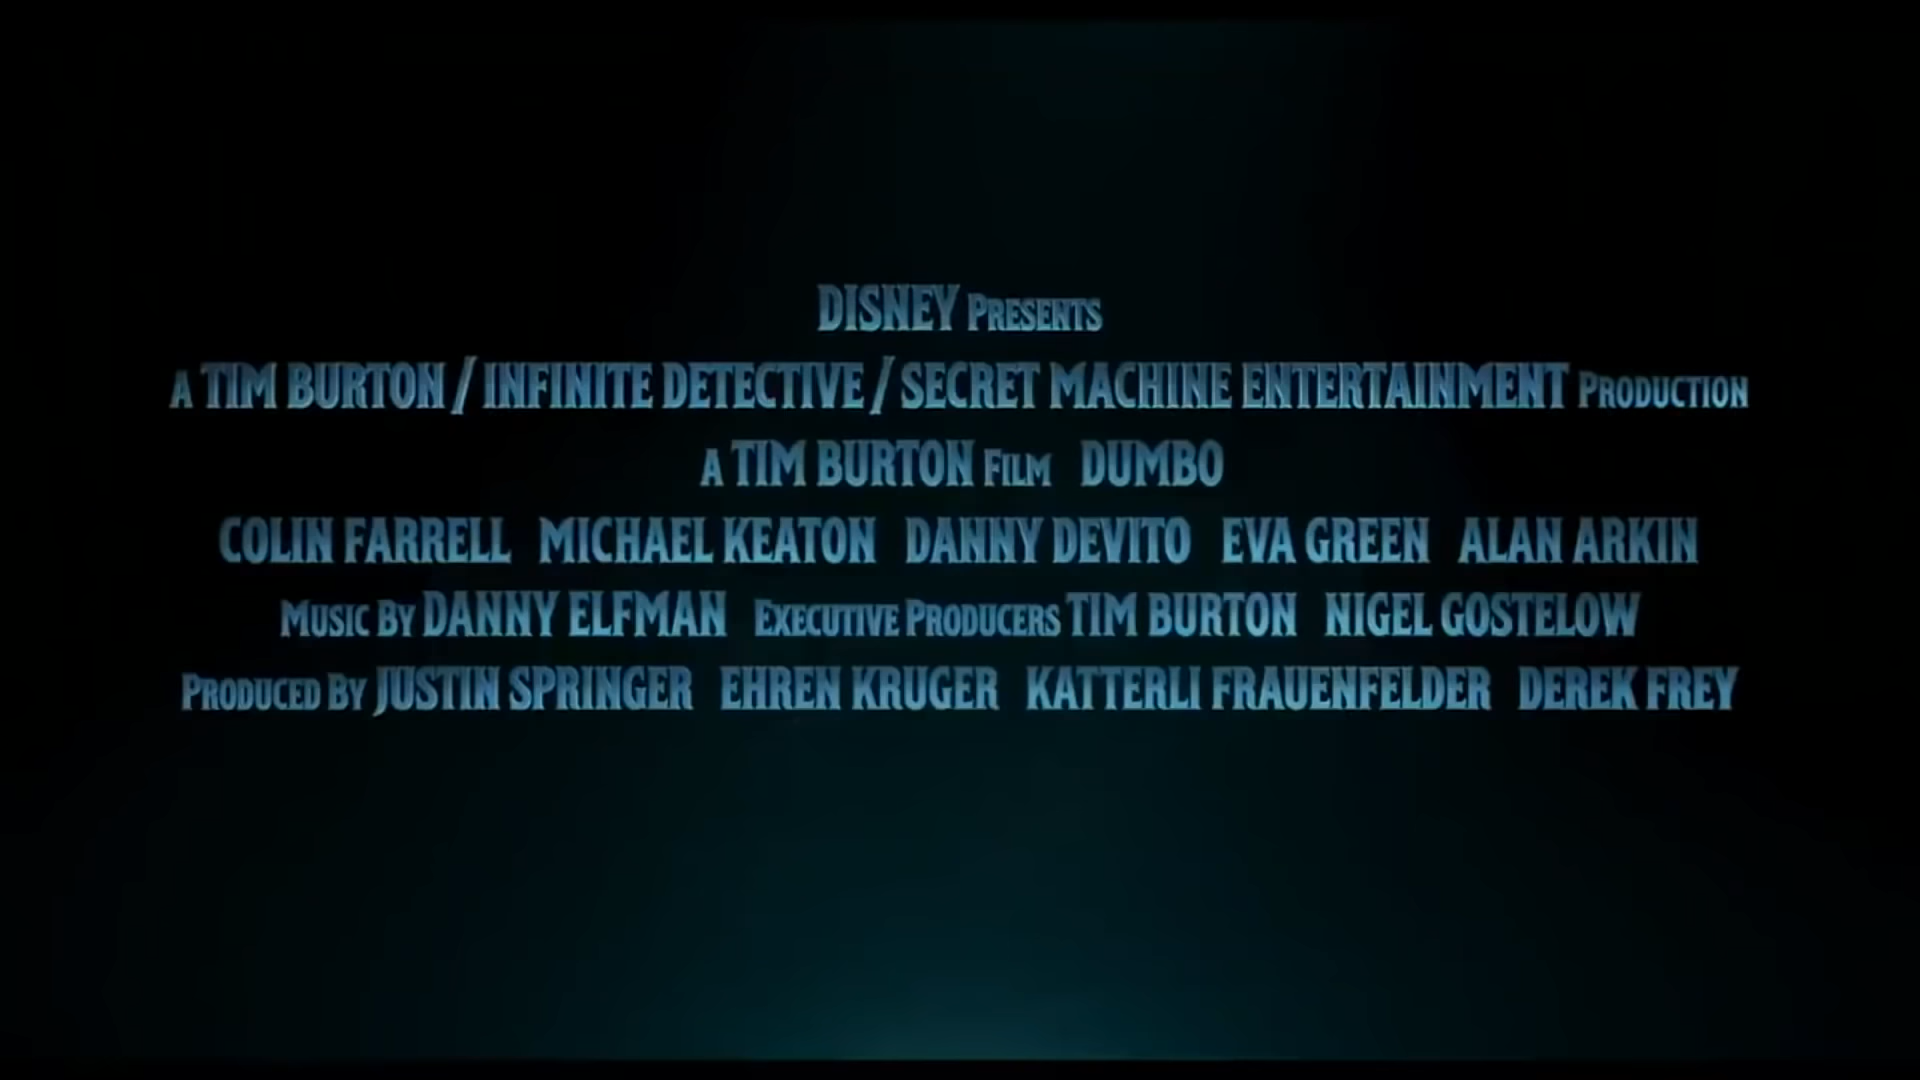 DISNEY PRESENTS
A TIM BURTON / INFINITE DETECTIVE / SECRET MACHINE ENTERTAINMENT PRODUCTION
A TIM BURTON FILM DUMBO
COLIN FARRELL MICHAEL KEATON DANNY DEVITO EVA GREEN ALAN ARKIN
MUSIC BY DANNY ELFMAN EXECUTIVE PRODUCERS TIM BURTON NIGEL GOSTELOW
PRODUCED BY JUSTIN SPRINGER EHREN KRUGER KATTERLI FRAUENFELDER DEREK FREY